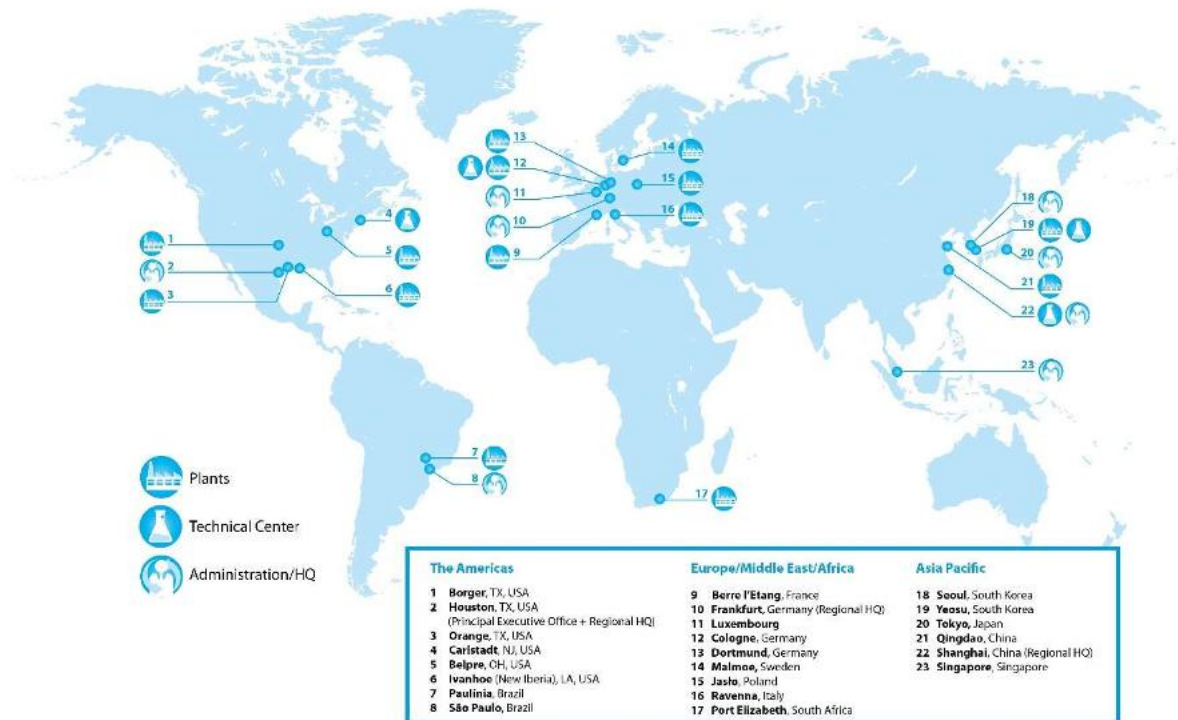 13
14
12
15
11
18
4
10
16
19
1
5
20
9
2
21
3
6
22
23
7
8
17
Plants
Technical Center
Administration/HQ
The Americas
1 Borger, TX, USA
2 Houston, TX, USA
(Principal Executive Office + Regional HQ)
3 Orange, TX, USA
4 Carlstadt, NJ, USA
5 Belpre, OH, USA
6 Ivanhoe (New Iberia), LA, USA
7 Paulínia, Brazil
8 São Paulo, Brazil
Europe/Middle East/Africa
9 Berre l'Etang, France
10 Frankfurt, Germany (Regional HQ)
11 Luxembourg
12 Cologne, Germany
13 Dortmund, Germany
14 Malmoe, Sweden
15 Jasło, Poland
16 Ravenna, Italy
17 Port Elizabeth, South Africa
Asia Pacific
18 Seoul, South Korea
19 Yeosu, South Korea
20 Tokyo, Japan
21 Qingdao, China
22 Shanghai, China (Regional HQ)
23 Singapore, Singapore